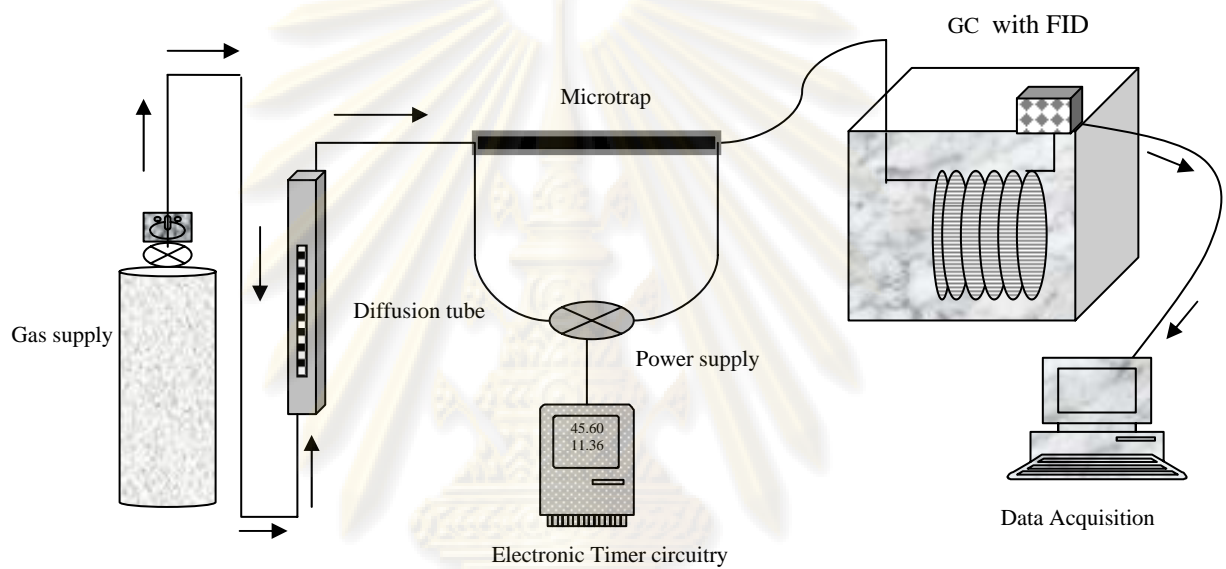 GC with FID
Microtrap
Gas supply
Diffusion tube
Power supply
45.60
11.36
Data Acquisition
Electronic Timer circuitry